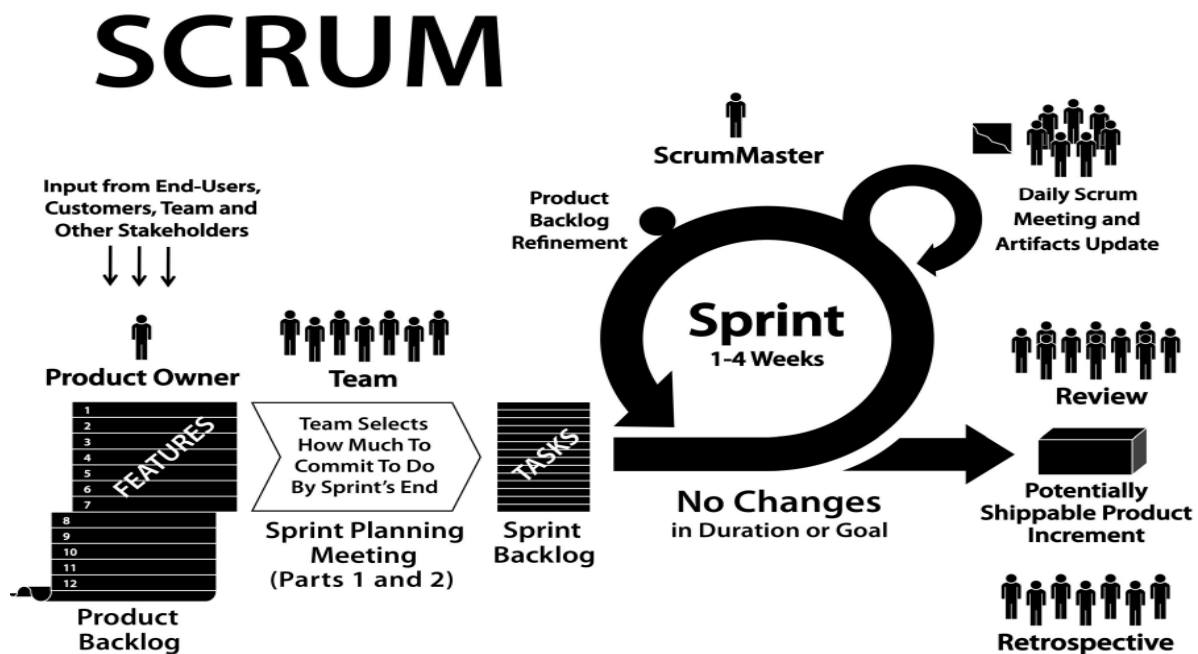 SCRUM
Input from End-Users,
Customers, Team and
Other Stakeholders
Product Owner
1
2
3
4
5
6
7
FEATURES
8
9
10
11
12
Product
Backlog
Team
Team Selects
How Much To
Commit To Do
By Sprint's End
Sprint Planning
Meeting
(Parts 1 and 2)
TASKS
Sprint
Backlog
ScrumMaster
Product
Backlog
Refinement
Sprint
1-4 Weeks
No Changes
in Duration or Goal
Daily Scrum
Meeting and
Artifacts Update
Review
Potentially
Shippable Product
Increment
Retrospective